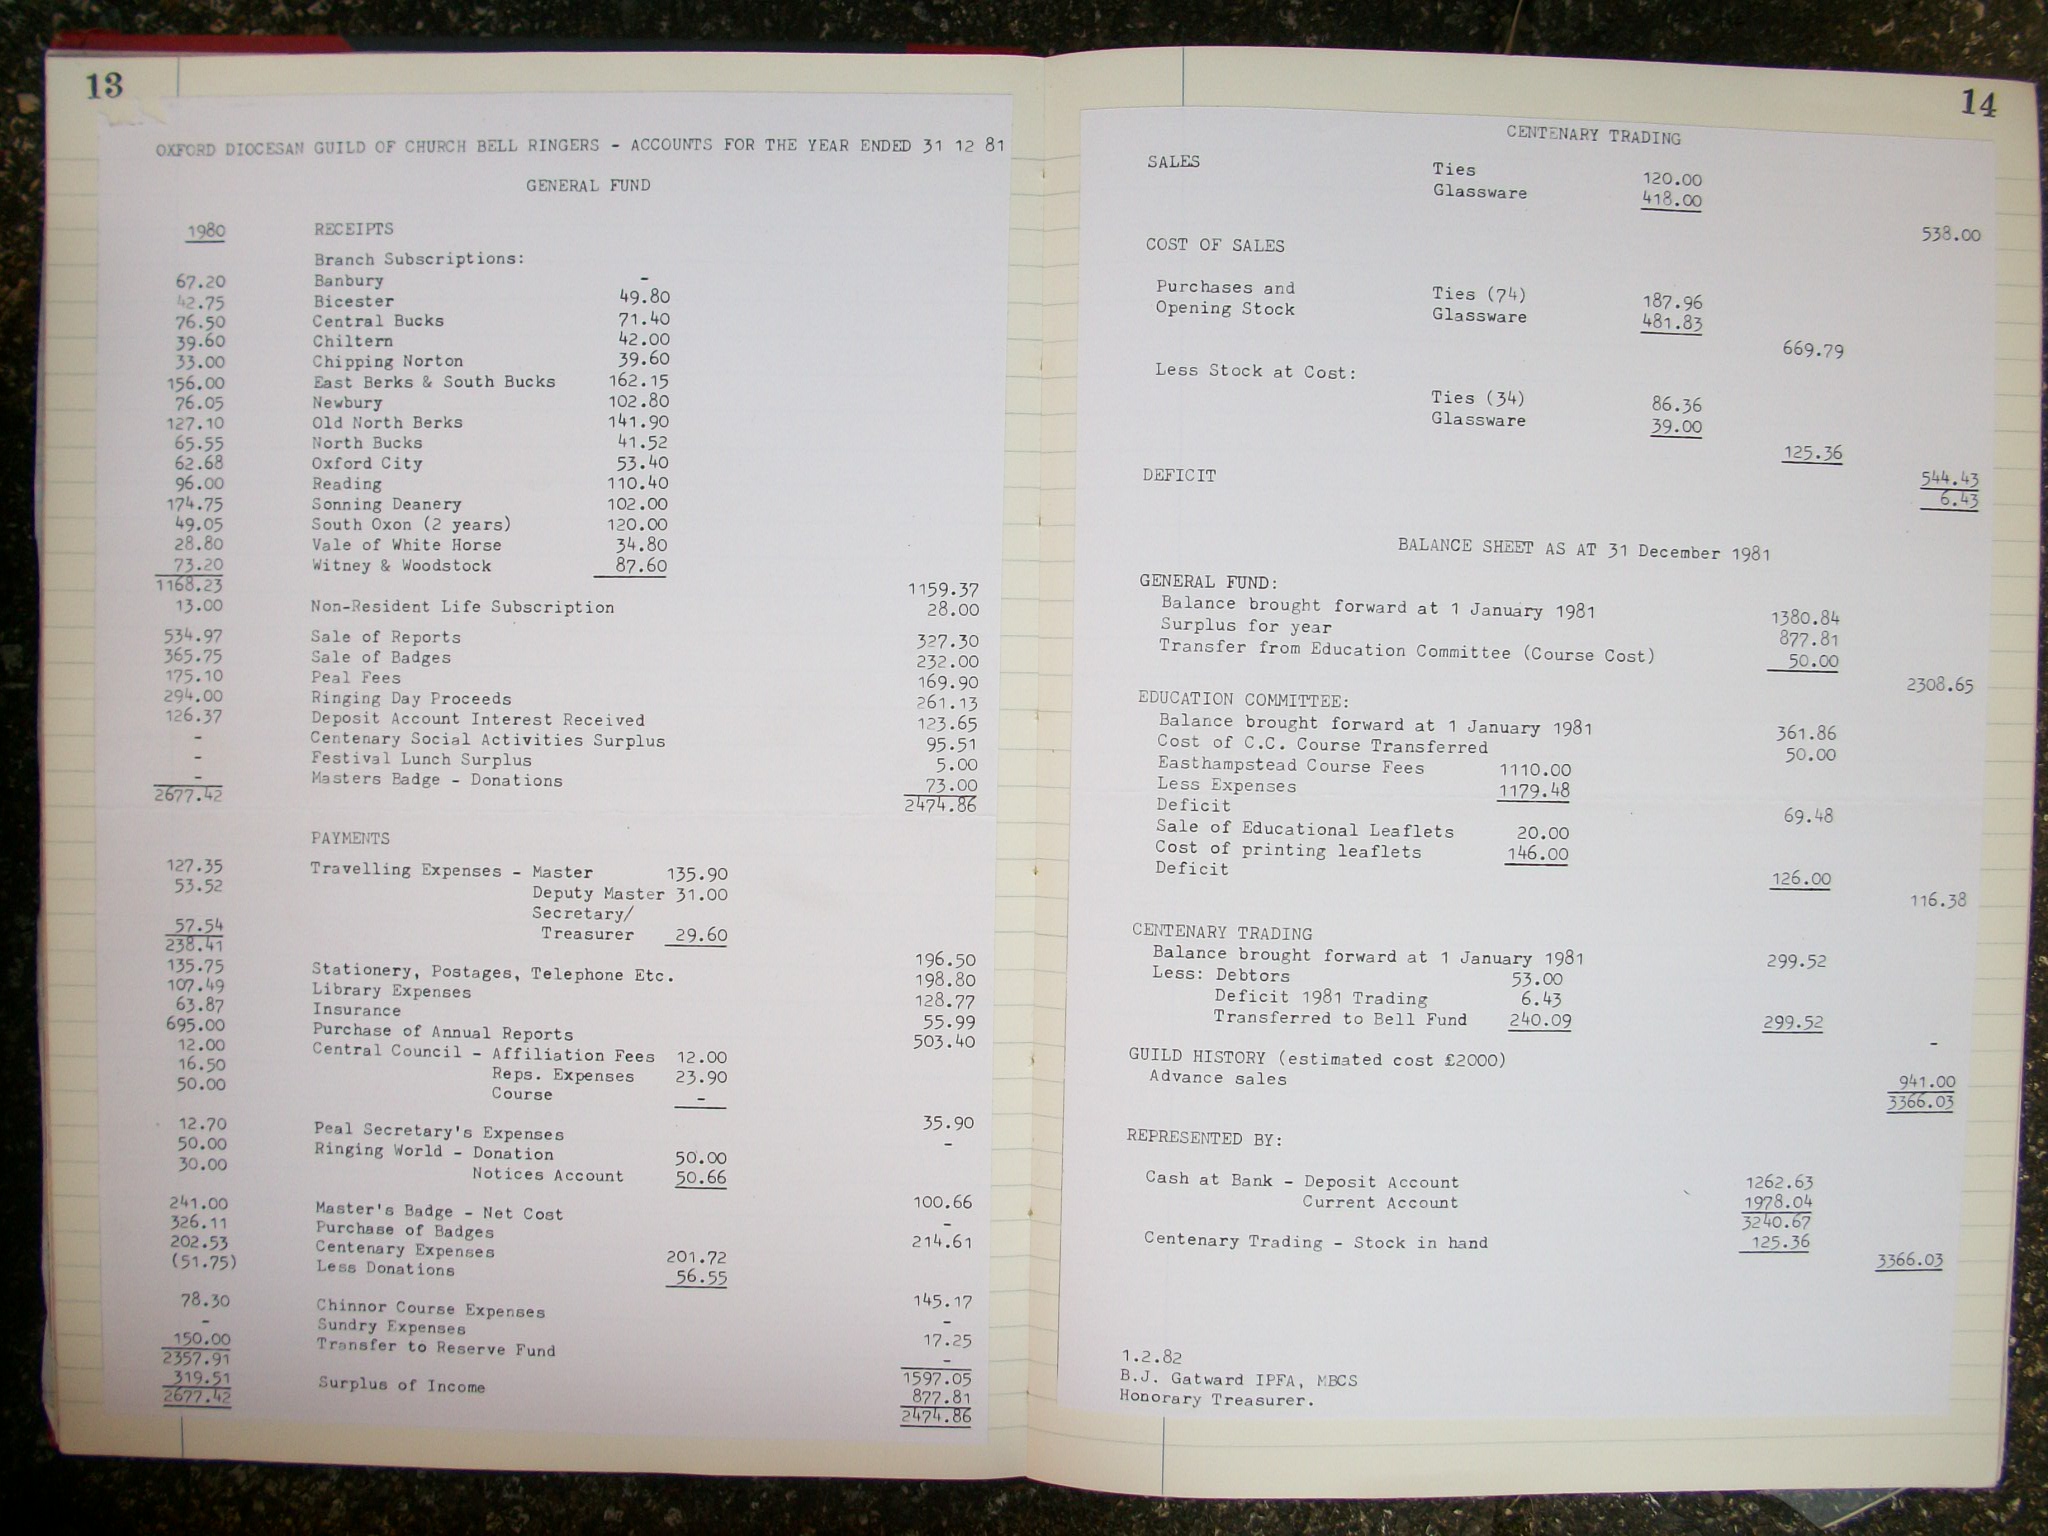 13
OXFORD DIOCESAN GUILD OF CHURCH BELL RINGERS - ACCOUNTS FOR THE YEAR ENDED 31 12 81
GENERAL FUND
1980 RECEIPTS
Branch Subscriptions:
67.20 Banbury -
42.75 Bicester 49.80
76.50 Central Bucks 71.40
39.60 Chiltern 42.00
33.00 Chipping Norton 39.60
156.00 East Berks & South Bucks 162.15
76.05 Newbury 102.80
127.10 Old North Berks 141.90
65.55 North Bucks 41.52
62.68 Oxford City 53.40
96.00 Reading 110.40
174.75 Sonning Deanery 102.00
49.05 South Oxon (2 years) 120.00
28.80 Vale of White Horse 34.80
73.20 Witney & Woodstock 87.60
1168.23 1159.37
13.00 Non-Resident Life Subscription 28.00
534.97 Sale of Reports 327.30
365.75 Sale of Badges 232.00
175.10 Peal Fees 169.90
294.00 Ringing Day Proceeds 261.13
126.37 Deposit Account Interest Received 123.65
- Centenary Social Activities Surplus 95.51
- Festival Lunch Surplus 5.00
- Masters Badge - Donations 73.00
2677.42 2474.86
PAYMENTS
127.35 Travelling Expenses - Master 135.90
53.52 Deputy Master 31.00
Secretary/
57.54 Treasurer 29.60
238.41 196.50
135.75 Stationery, Postages, Telephone Etc. 198.80
107.49 Library Expenses 128.77
63.87 Insurance 55.99
695.00 Purchase of Annual Reports 503.40
12.00 Central Council - Affiliation Fees 12.00
16.50 Reps. Expenses 23.90
50.00 Course -
35.90
12.70 Peal Secretary's Expenses -
50.00 Ringing World - Donation 50.00
30.00 Notices Account 50.66
100.66
241.00 Master's Badge - Net Cost -
326.11 Purchase of Badges 214.61
202.53 Centenary Expenses 201.72
(51.75) Less Donations 56.55
145.17
78.30 Chinnor Course Expenses -
- Sundry Expenses 17.25
150.00 Transfer to Reserve Fund -
2357.91 1597.05
319.51 Surplus of Income 877.81
2677.42 2474.86
14
CENTENARY TRADING
SALES Ties 120.00
Glassware 418.00
538.00
COST OF SALES
Purchases and Ties (74) 187.96
Opening Stock Glassware 481.83
669.79
Less Stock at Cost:
Ties (34) 86.36
Glassware 39.00
125.36
544.43
DEFICIT 6.43
BALANCE SHEET AS AT 31 December 1981
GENERAL FUND:
Balance brought forward at 1 January 1981 1380.84
Surplus for year 877.81
Transfer from Education Committee (Course Cost) 50.00
2308.65
EDUCATION COMMITTEE:
Balance brought forward at 1 January 1981 361.86
Cost of C.C. Course Transferred 50.00
Easthampstead Course Fees 1110.00
Less Expenses 1179.48
Deficit 69.48
Sale of Educational Leaflets 20.00
Cost of printing leaflets 146.00
Deficit 126.00
116.38
CENTENARY TRADING
Balance brought forward at 1 January 1981 299.52
Less: Debtors 53.00
Deficit 1981 Trading 6.43
Transferred to Bell Fund 240.09 299.52
-
GUILD HISTORY (estimated cost £2000)
Advance sales 941.00
3366.03
REPRESENTED BY:
Cash at Bank - Deposit Account 1262.63
Current Account 1978.04
3240.67
Centenary Trading - Stock in hand 125.36
3366.03
1.2.82
B.J. Gatward IPFA, MBCS
Honorary Treasurer.